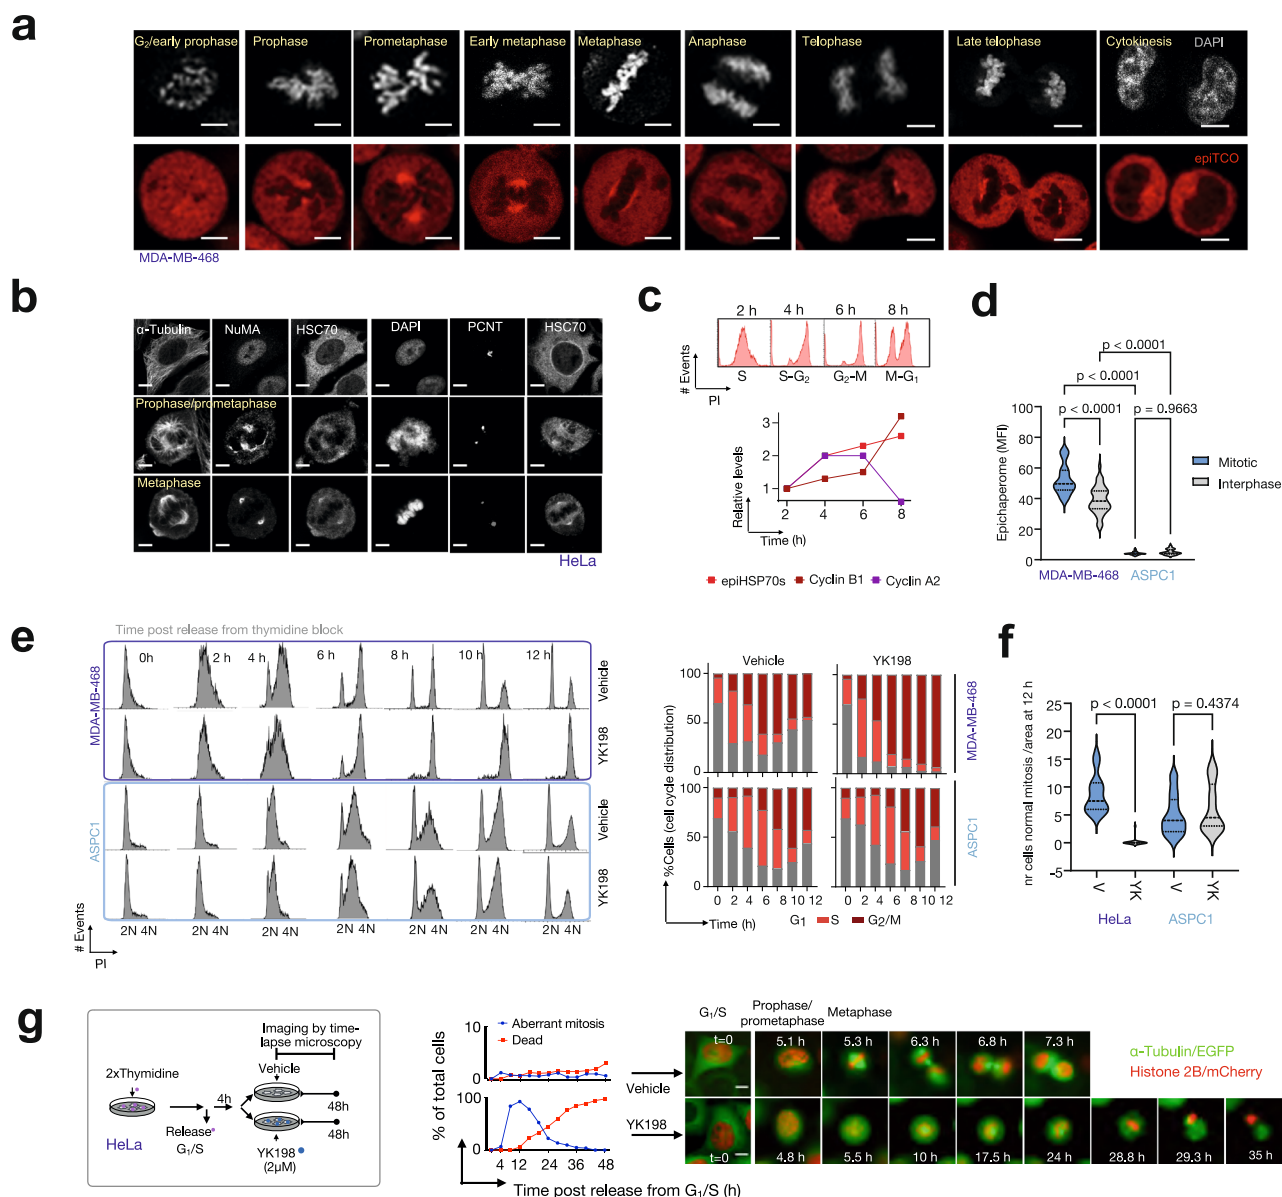 a
G2/early prophase
Prophase
Prometaphase
Early metaphase
Metaphase
Anaphase
Telophase
Late telophase
Cytokinesis
DAPI
epiTCO
MDA-MB-468
b
α-Tubulin
NuMA
HSC70
DAPI
PCNT
HSC70
Prophase/prometaphase
Metaphase
HeLa
c
2 h 4 h 6 h 8 h
# Events
S S-G2 G2-M M-G1
PI
Relative levels
2
1
2 4 6 8
Time (h)
epiHSP70s Cyclin B1 Cyclin A2
d
p < 0.0001
p < 0.0001
p < 0.0001 p = 0.9663
Epichaperome (MFI)
100
80
60
40
20
0
Mitotic
Interphase
MDA-MB-468 ASPC1
e
Time post release from thymidine block
0h 2 h 4 h 6 h 8 h 10 h 12 h
MDA-MB-468
Vehicle
YK198
ASPC1
Vehicle
YK198
# Events
2N 4N 2N 4N 2N 4N 2N 4N 2N 4N 2N 4N 2N 4N
PI
Vehicle YK198
%Cells (cell cycle distribution)
100
50
0
100
50
0
MDA-MB-468
ASPC1
0 2 4 6 8 10 12 0 2 4 6 8 10 12
Time (h)
G1 S G2/M
f
p < 0.0001 p = 0.4374
nr cells normal mitosis /area at 12 h
25
20
15
10
5
0
-5
V YK V YK
HeLa ASPC1
g
Imaging by time-
lapse microscopy
2xThymidine
Vehicle
4h
48h
Release
G1/S
HeLa
48h
YK198
(2µM)
% of total cells
10
0
100
0
Aberrant mitosis
Dead
4 12 24 36 48
Time post release from G1/S (h)
Vehicle
YK198
G1/S
Prophase/
prometaphase
Metaphase
t=0 5.1 h 5.3 h 6.3 h 6.8 h 7.3 h
α-Tubulin/EGFP
Histone 2B/mCherry
t=0 4.8 h 5.5 h 10 h 17.5 h 24 h 28.8 h 29.3 h 35 h